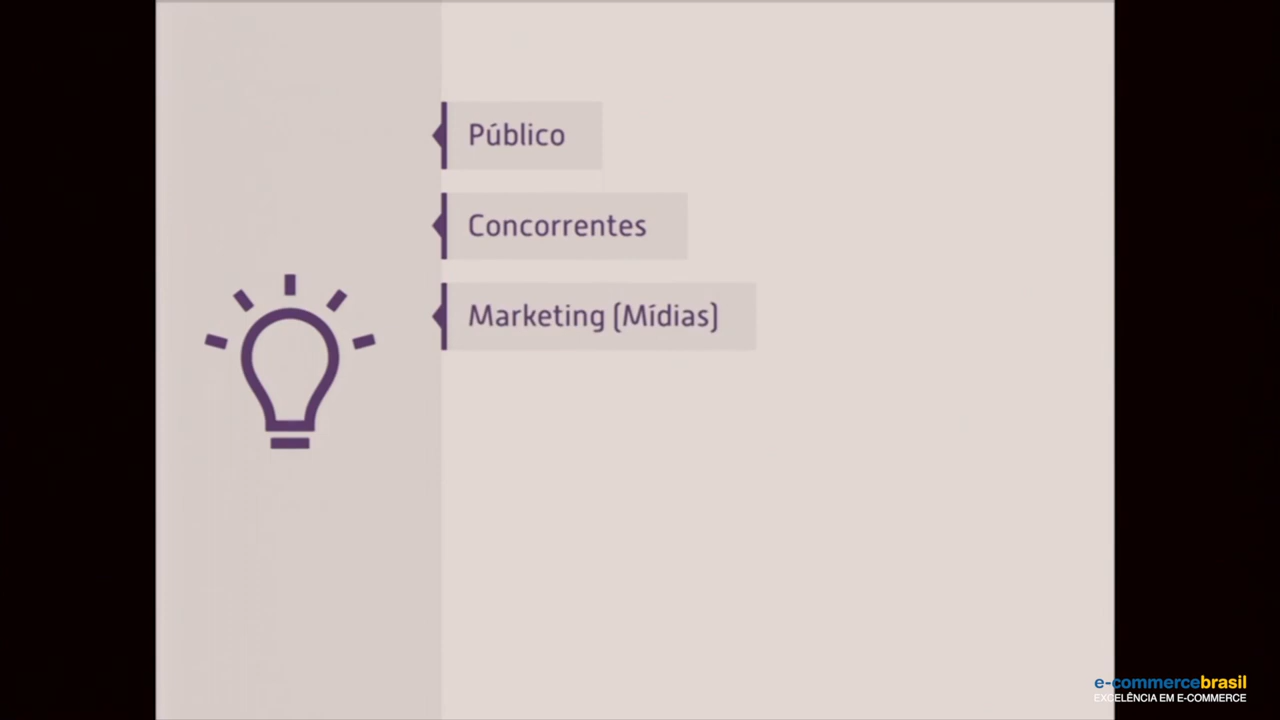 Público
Concorrentes
Marketing (Mídias)
e-commercebrasil
EXCELÊNCIA EM E-COMMERCE